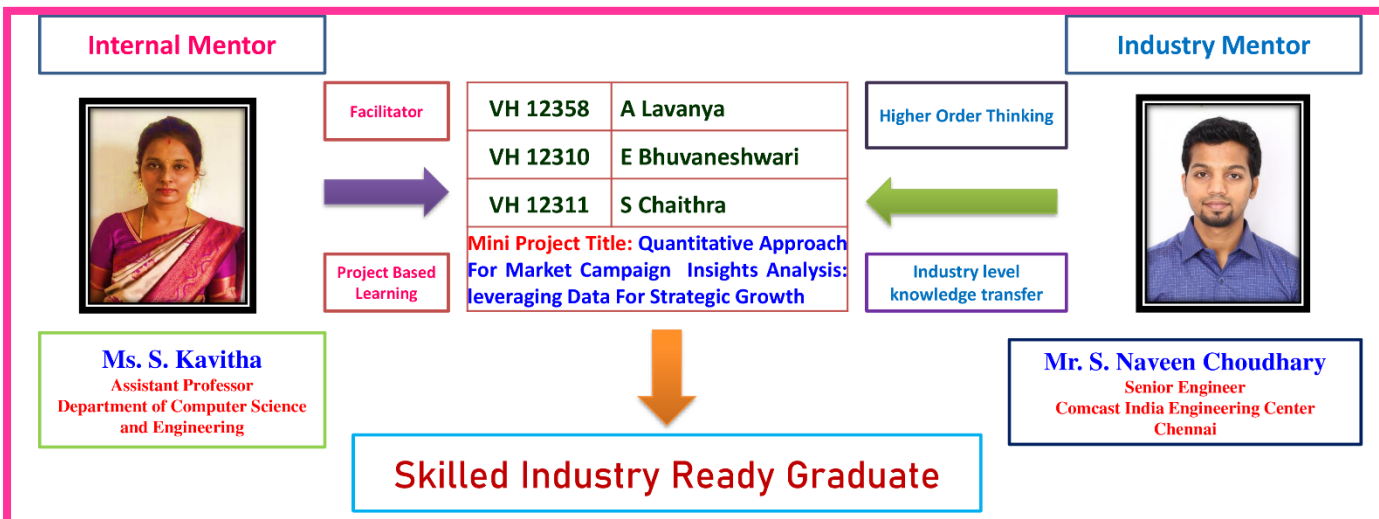 Internal Mentor
Industry Mentor
Facilitator
VH 12358 A Lavanya
Higher Order Thinking
VH 12310 E Bhuvaneshwari
VH 12311 S Chaithra
Mini Project Title: Quantitative Approach
For Market Campaign Insights Analysis:
leveraging Data For Strategic Growth
Project Based
Learning
Industry level
knowledge transfer
Ms. S. Kavitha
Assistant Professor
Department of Computer Science
and Engineering
Mr. S. Naveen Choudhary
Senior Engineer
Comcast India Engineering Center
Chennai
Skilled Industry Ready Graduate